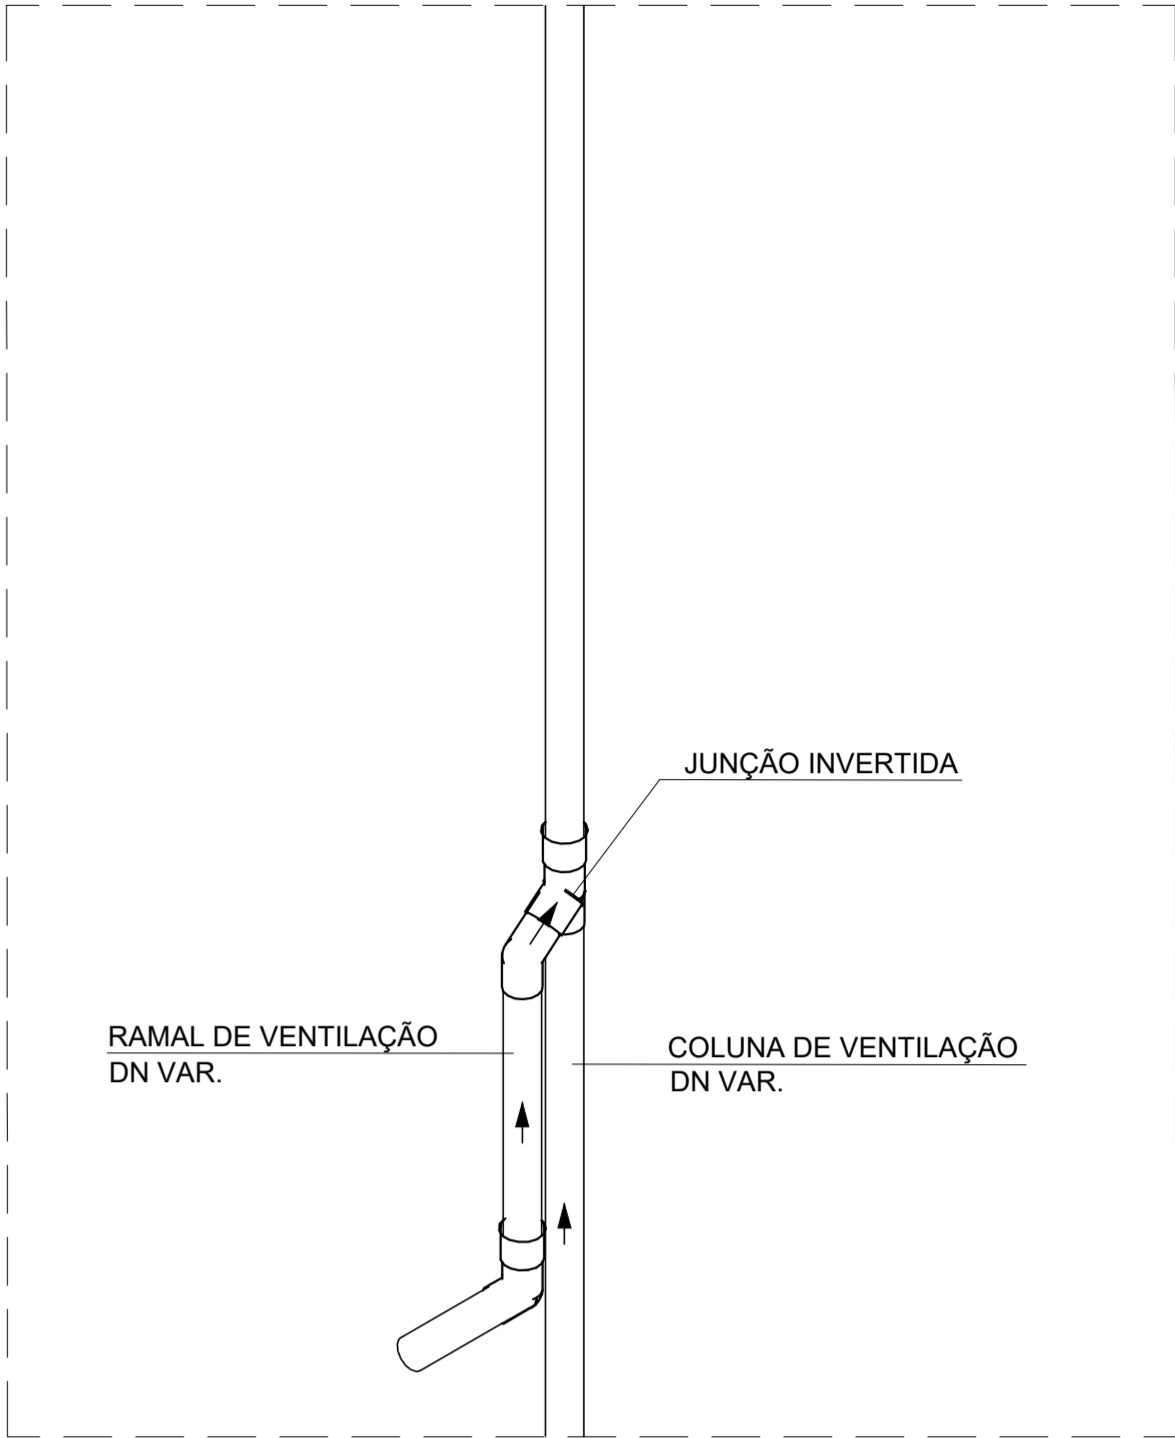 JUNÇÃO INVERTIDA
RAMAL DE VENTILAÇÃO
DN VAR.
COLUNA DE VENTILAÇÃO
DN VAR.